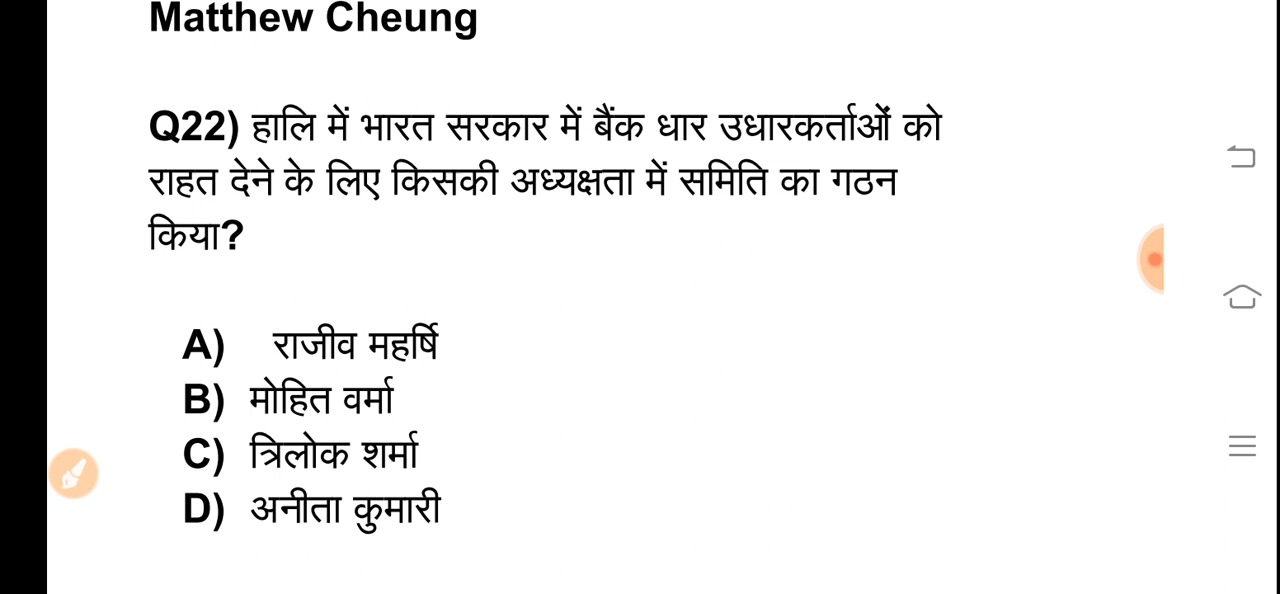 Matthew Cheung
Q22) हालि में भारत सरकार में बैंक धार उधारकर्ताओं को
राहत देने के लिए किसकी अध्यक्षता में समिति का गठन
किया?
A) राजीव महर्षि
B) मोहित वर्मा
C) त्रिलोक शर्मा
D) अनीता कुमारी